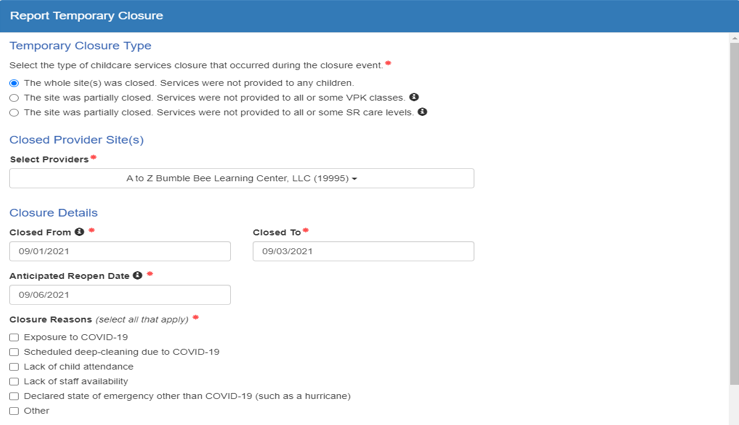 Report Temporary Closure
Temporary Closure Type
Select the type of childcare services closure that occurred during the closure event. *
The whole site(s) was closed. Services were not provided to any children.
The site was partially closed. Services were not provided to all or some VPK classes.
The site was partially closed. Services were not provided to all or some SR care levels.
Closed Provider Site(s)
Select Providers *
A to Z Bumble Bee Learning Center, LLC (19995)
Closure Details
Closed From * Closed To *
09/01/2021 09/03/2021
Anticipated Reopen Date *
09/06/2021
Closure Reasons (select all that apply) *
Exposure to COVID-19
Scheduled deep-cleaning due to COVID-19
Lack of child attendance
Lack of staff availability
Declared state of emergency other than COVID-19 (such as a hurricane)
Other